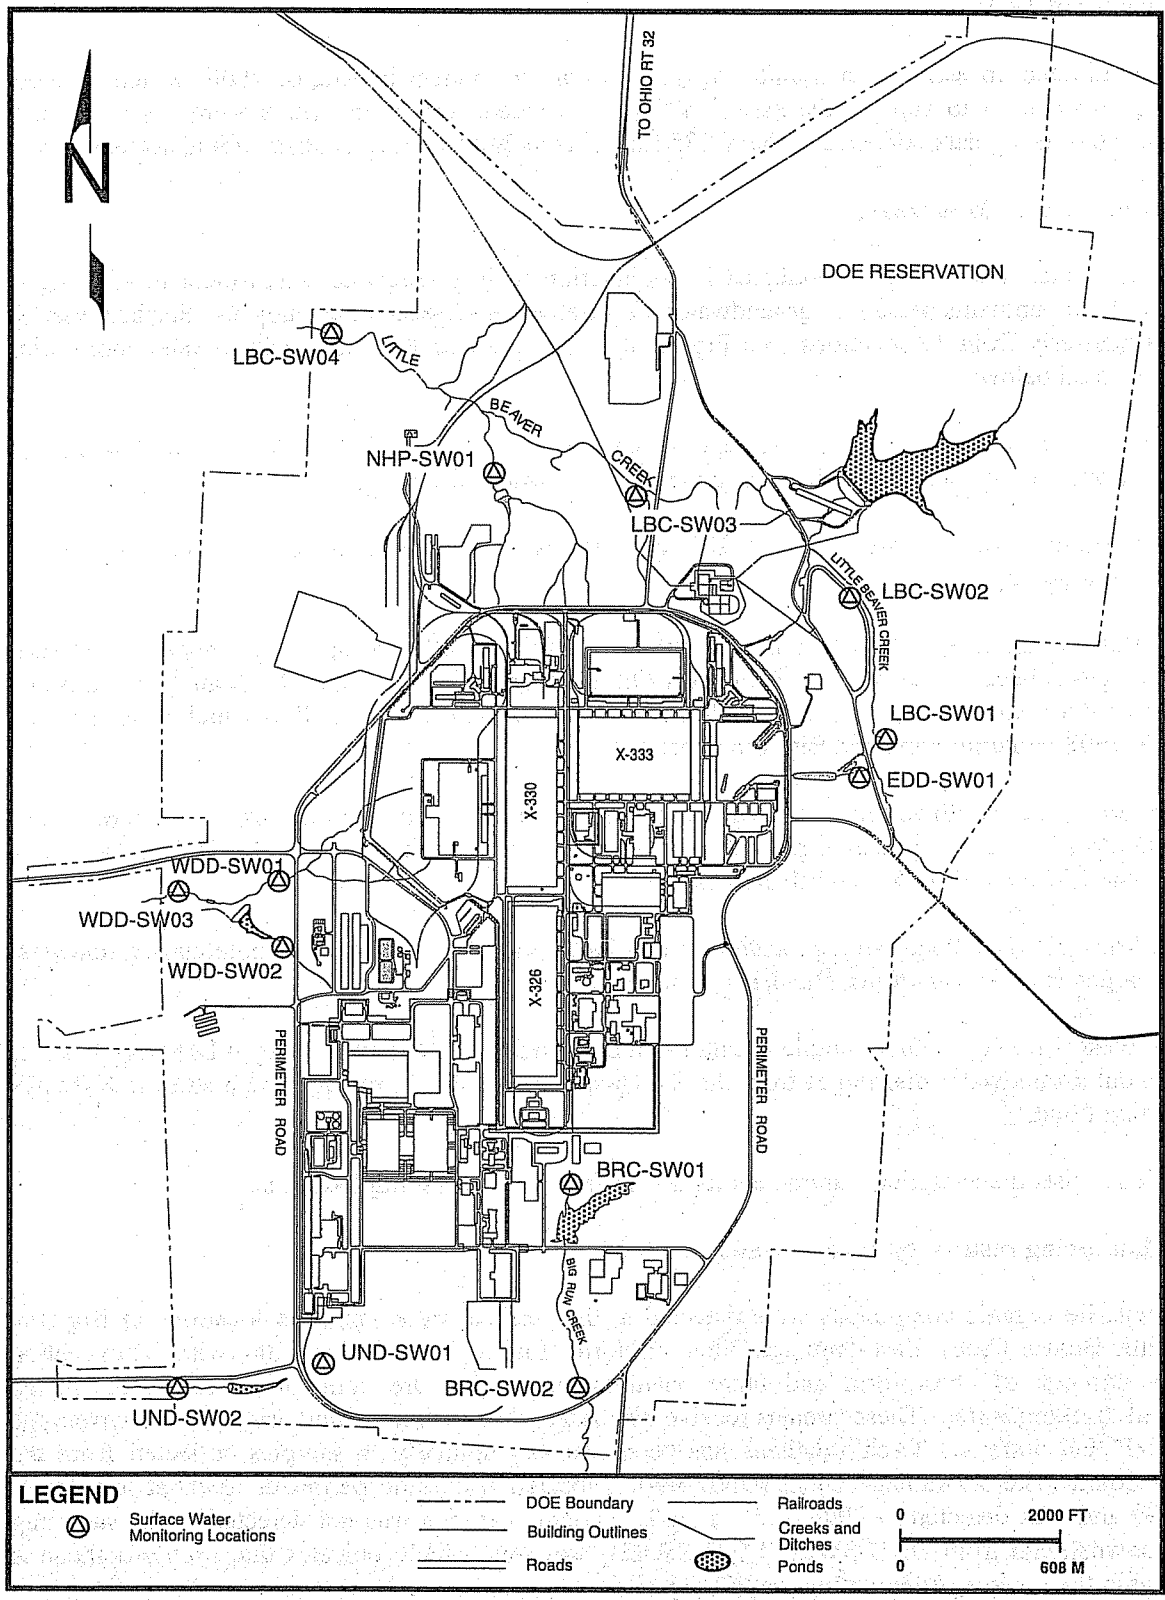 TO OHIO RT 32
N
DOE RESERVATION
LBC-SW04
LITTLE
BEAVER
CREEK
NHP-SW01
LBC-SW03
LITTLE BEAVER CREEK
LBC-SW02
LBC-SW01
X-333
X-330
EDD-SW01
WDD-SW01
WDD-SW03
WDD-SW02
X-326
PERIMETER ROAD
PERIMETER ROAD
BRC-SW01
BIG RUN CREEK
UND-SW01
BRC-SW02
UND-SW02
LEGEND
Surface Water
Monitoring Locations
DOE Boundary
Building Outlines
Roads
Railroads
Creeks and
Ditches
Ponds
0 2000 FT
0 608 M